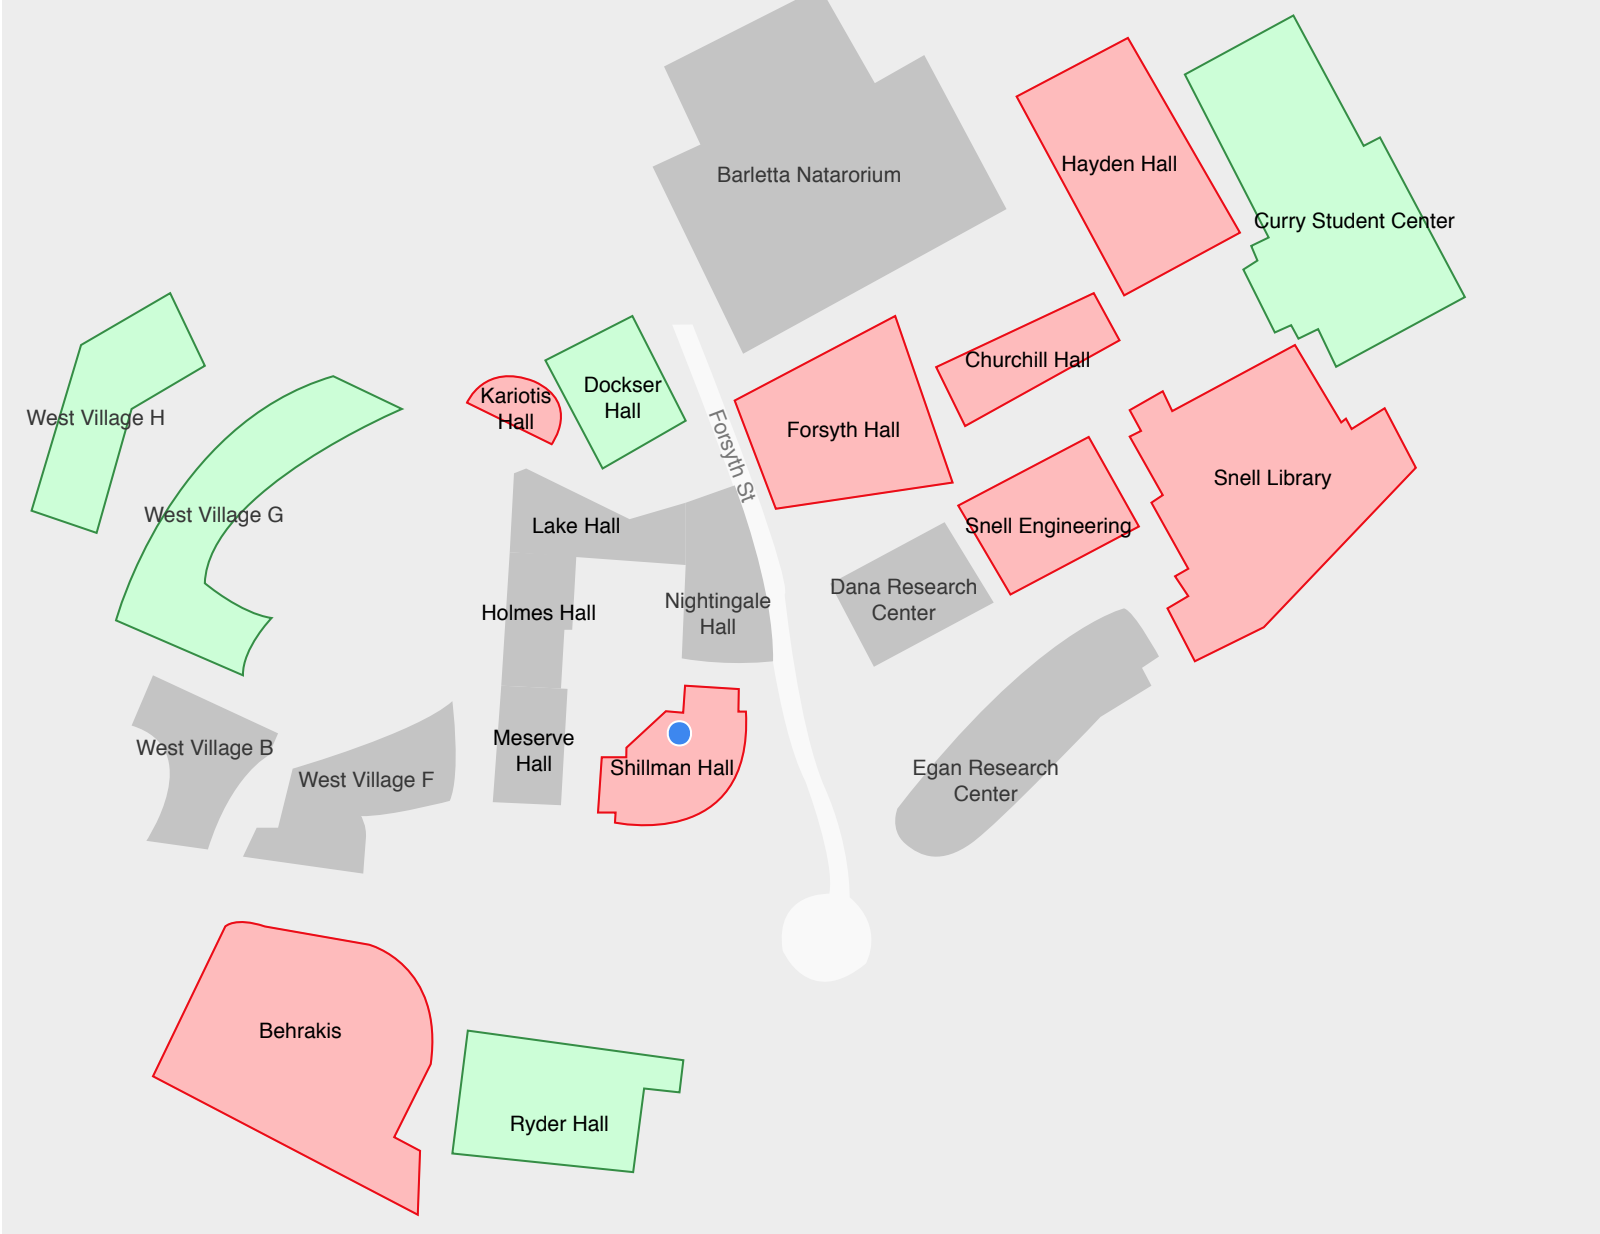 Barletta Natarorium
Hayden Hall
Curry Student Center
Churchill Hall
Kariotis
Hall
Dockser
Hall
Forsyth St
Forsyth Hall
West Village H
West Village G
Snell Library
Lake Hall
Snell Engineering
Holmes Hall
Nightingale
Hall
Dana Research
Center
West Village B
West Village F
Meserve
Hall
Shillman Hall
Egan Research
Center
Behrakis
Ryder Hall